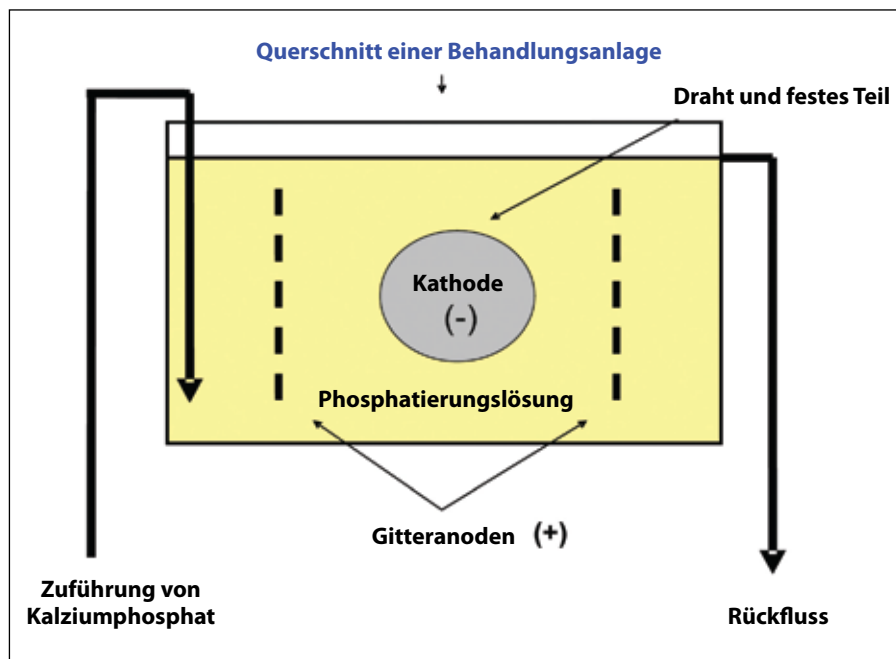 Querschnitt einer Behandlungsanlage
Draht und festes Teil
Kathode
(-)
Phosphatierungslösung
Gitteranoden (+)
Zuführung von
Kalziumphosphat
Rückfluss